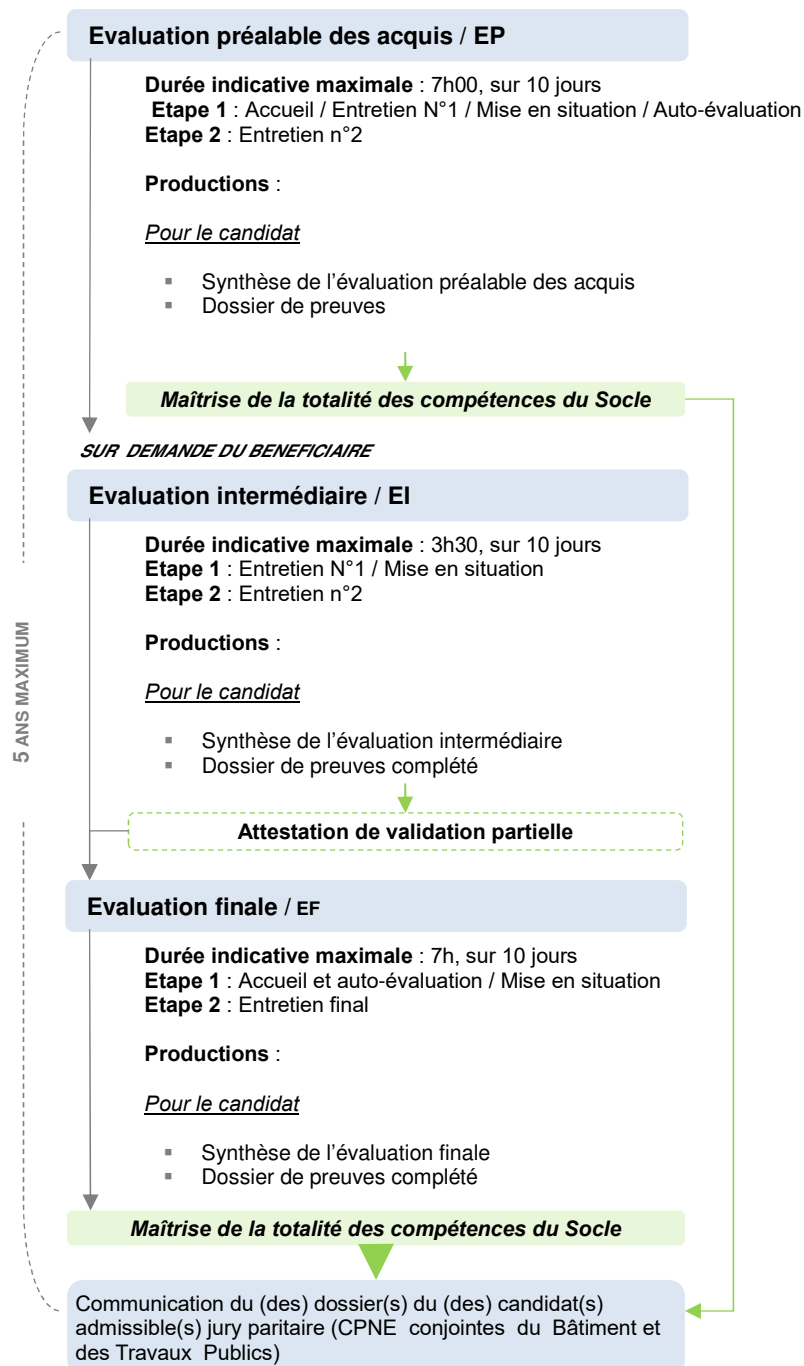 Evaluation préalable des acquis / EP
Durée indicative maximale : 7h00, sur 10 jours
Etape 1 : Accueil / Entretien N°1 / Mise en situation / Auto-évaluation
Etape 2 : Entretien n°2
Productions :
Pour le candidat
▪ Synthèse de l’évaluation préalable des acquis
▪ Dossier de preuves
Maîtrise de la totalité des compétences du Socle
SUR DEMANDE DU BENEFICIAIRE
Evaluation intermédiaire / EI
Durée indicative maximale : 3h30, sur 10 jours
Etape 1 : Entretien N°1 / Mise en situation
Etape 2 : Entretien n°2
Productions :
Pour le candidat
▪ Synthèse de l’évaluation intermédiaire
▪ Dossier de preuves complété
Attestation de validation partielle
5 ANS MAXIMUM
Evaluation finale / EF
Durée indicative maximale : 7h, sur 10 jours
Etape 1 : Accueil et auto-évaluation / Mise en situation
Etape 2 : Entretien final
Productions :
Pour le candidat
▪ Synthèse de l’évaluation finale
▪ Dossier de preuves complété
Maîtrise de la totalité des compétences du Socle
Communication du (des) dossier(s) du (des) candidat(s)
admissible(s) jury paritaire (CPNE conjointes du Bâtiment et
des Travaux Publics)